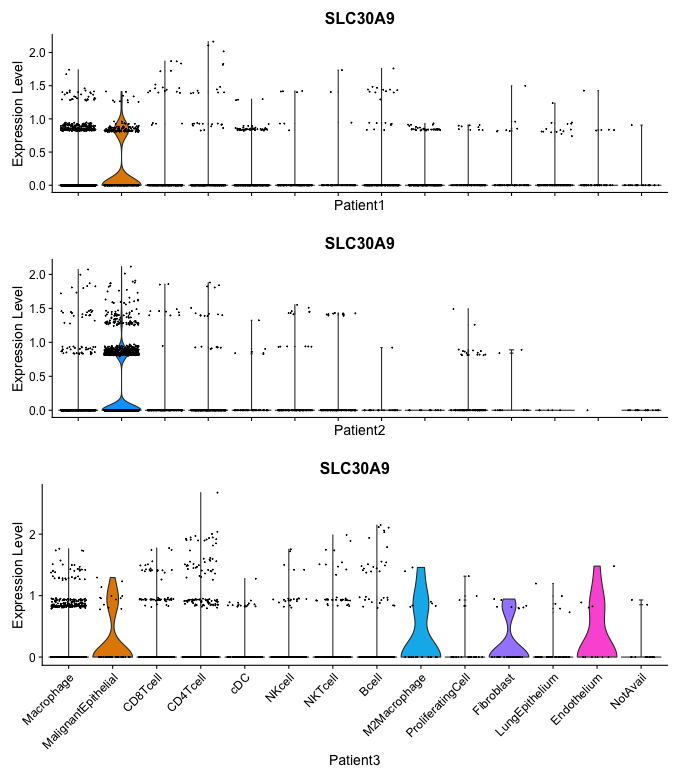 SLC30A9
Expression Level
2.0
1.5
1.0
0.5
0.0
Patient1
SLC30A9
Expression Level
2.0
1.5
1.0
0.5
0.0
Patient2
SLC30A9
Expression Level
2
1
0
Macrophage
MalignantEpithelial
CD8Tcell
CD4Tcell
cDC
NKcell
NKTcell
Bcell
M2Macrophage
ProliferatingCell
Fibroblast
LungEpithelium
Endothelium
NotAvail
Patient3